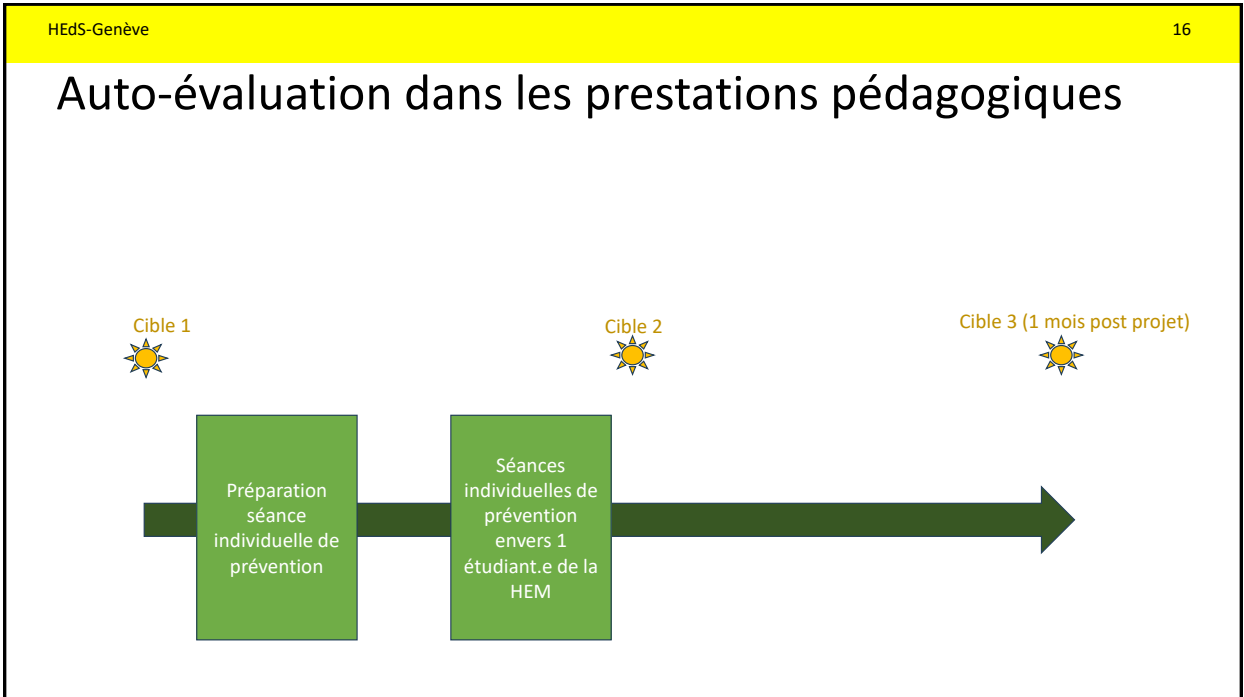 HEdS-Genève
16
Auto-évaluation dans les prestations pédagogiques
Cible 1
Cible 2
Cible 3 (1 mois post projet)
Préparation
séance
individuelle de
prévention
Séances
individuelles de
prévention
envers 1
étudiant.e de la
HEM